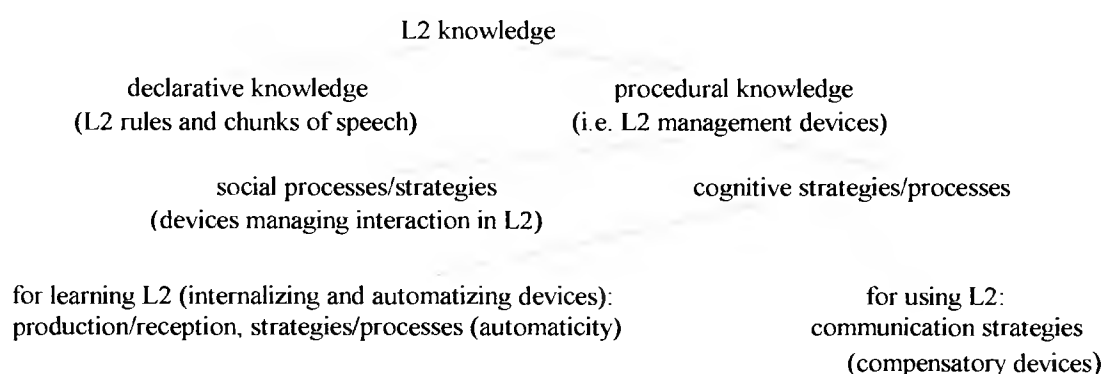 L2 knowledge
declarative knowledge
(L2 rules and chunks of speech)
procedural knowledge
(i.e. L2 management devices)
social processes/strategies
(devices managing interaction in L2)
cognitive strategies/processes
for learning L2 (internalizing and automatizing devices):
production/reception, strategies/processes (automaticity)
for using L2:
communication strategies
(compensatory devices)